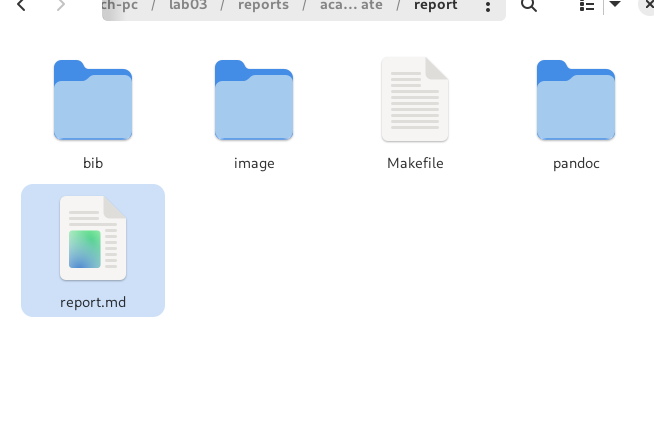 ch-pc / lab03 / reports / aca… ate / report
bib
image
Makefile
pandoc
report.md